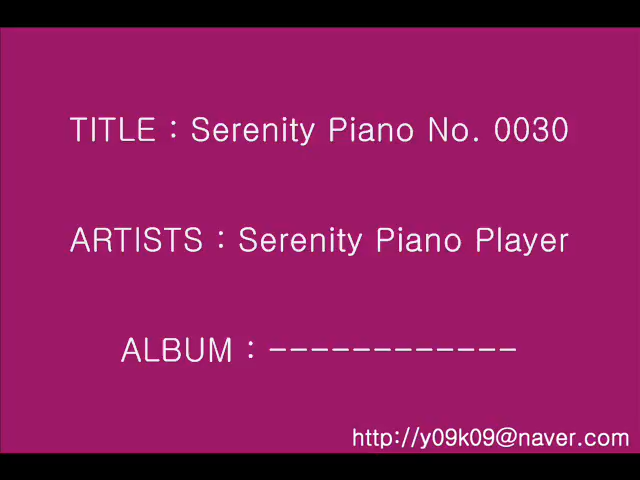 TITLE : Serenity Piano No. 0030
ARTISTS : Serenity Piano Player
ALBUM : ------------
http://y09k09@naver.com